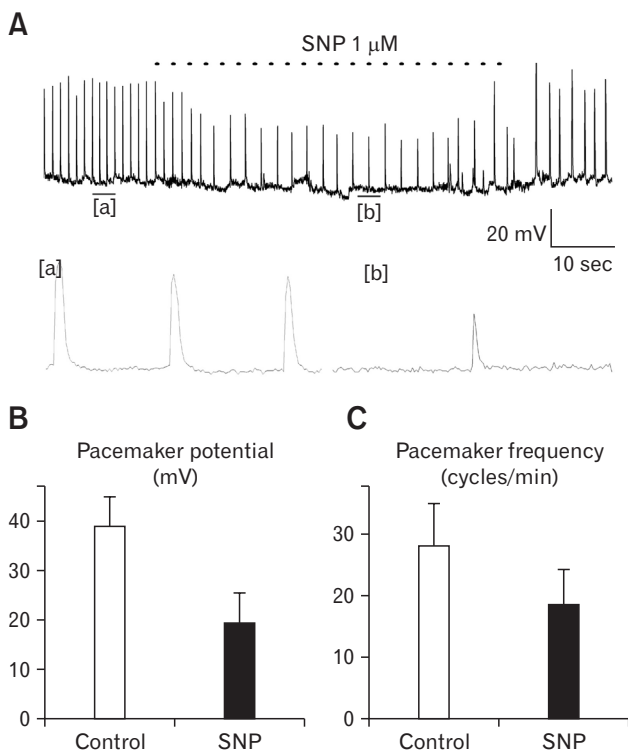 A
SNP 1 μM
[a]
[b]
20 mV
10 sec
[a]
[b]
B
Pacemaker potential
(mV)
40
30
20
10
0
Control
SNP
C
Pacemaker frequency
(cycles/min)
30
20
10
0
Control
SNP